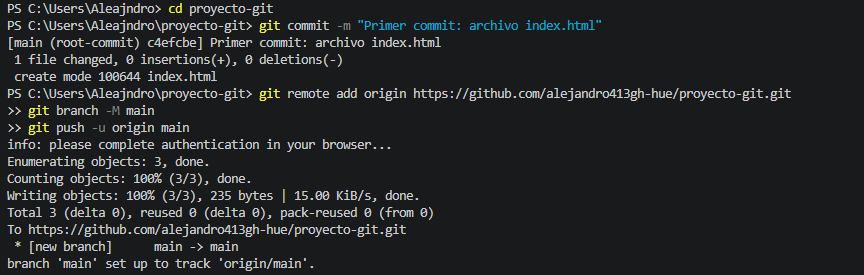 PS C:\Users\Aleajndro> cd proyecto-git
PS C:\Users\Aleajndro\proyecto-git> git commit -m "Primer commit: archivo index.html"
[main (root-commit) c4efcbe] Primer commit: archivo index.html
 1 file changed, 0 insertions(+), 0 deletions(-)
 create mode 100644 index.html
PS C:\Users\Aleajndro\proyecto-git> git remote add origin https://github.com/alejandro413gh-hue/proyecto-git.git
>> git branch -M main
>> git push -u origin main
info: please complete authentication in your browser...
Enumerating objects: 3, done.
Counting objects: 100% (3/3), done.
Writing objects: 100% (3/3), 235 bytes | 15.00 KiB/s, done.
Total 3 (delta 0), reused 0 (delta 0), pack-reused 0 (from 0)
To https://github.com/alejandro413gh-hue/proyecto-git.git
 * [new branch]      main -> main
branch 'main' set up to track 'origin/main'.